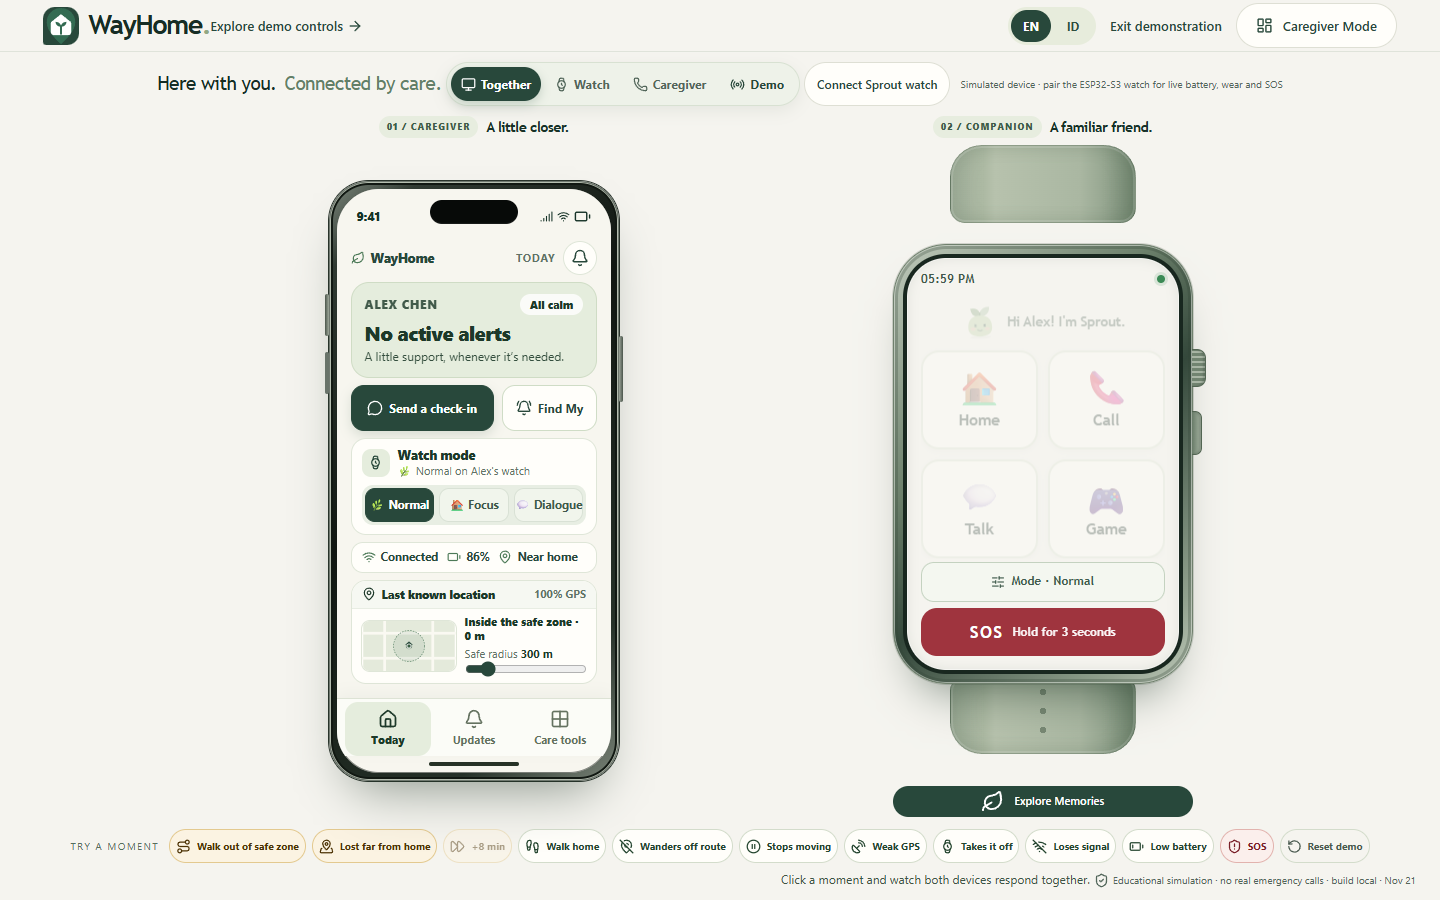 WayHome.
Explore demo controls →
EN ID
Exit demonstration
Caregiver Mode
Here with you. Connected by care.
Together
Watch
Caregiver
Demo
Connect Sprout watch
Simulated device · pair the ESP32-S3 watch for live battery, wear and SOS
01 / CAREGIVER A little closer.
9:41
WayHome
TODAY
ALEX CHEN
All calm
No active alerts
A little support, whenever it's needed.
Send a check-in
Find My
Watch mode
Normal on Alex's watch
Normal
Focus
Dialogue
Connected
86%
Near home
Last known location
100% GPS
Inside the safe zone ·
0 m
Safe radius 300 m
Today
Updates
Care tools
02 / COMPANION A familiar friend.
05:59 PM
Hi Alex! I'm Sprout.
Home
Call
Talk
Game
Mode · Normal
SOS Hold for 3 seconds
Explore Memories
TRY A MOMENT
Walk out of safe zone
Lost far from home
+8 min
Walk home
Wanders off route
Stops moving
Weak GPS
Takes it off
Loses signal
Low battery
SOS
Reset demo
Click a moment and watch both devices respond together.
Educational simulation · no real emergency calls · build local · Nov 21